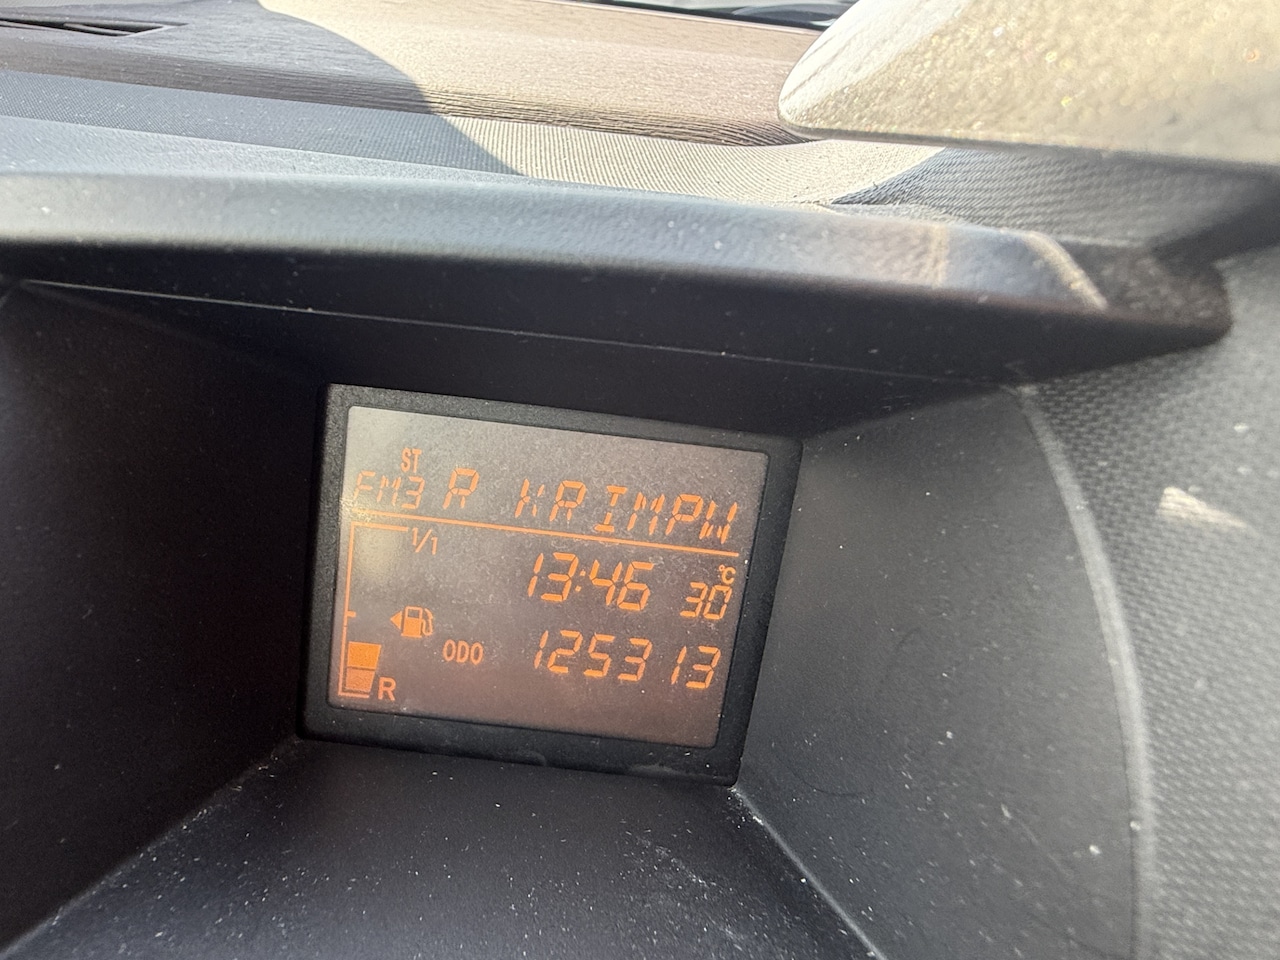 ST
FM3 R KRIMPW
1/1
13:46 30 °C
ODO 125313
R